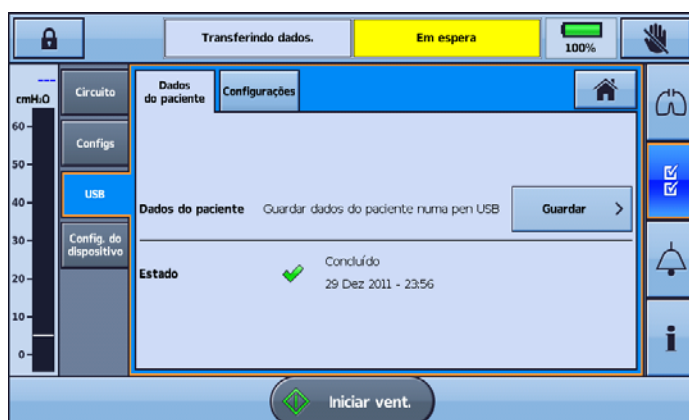 Transferindo dados.
Em espera
100%
---
cmH₂O
60
50
40
30
20
10
0
Circuito
Configs
USB
Config. do
dispositivo
Dados
do paciente
Configurações
Dados do paciente
Guardar dados do paciente numa pen USB
Guardar
Estado
Concluído
29 Dez 2011 - 23:56
Iniciar vent.